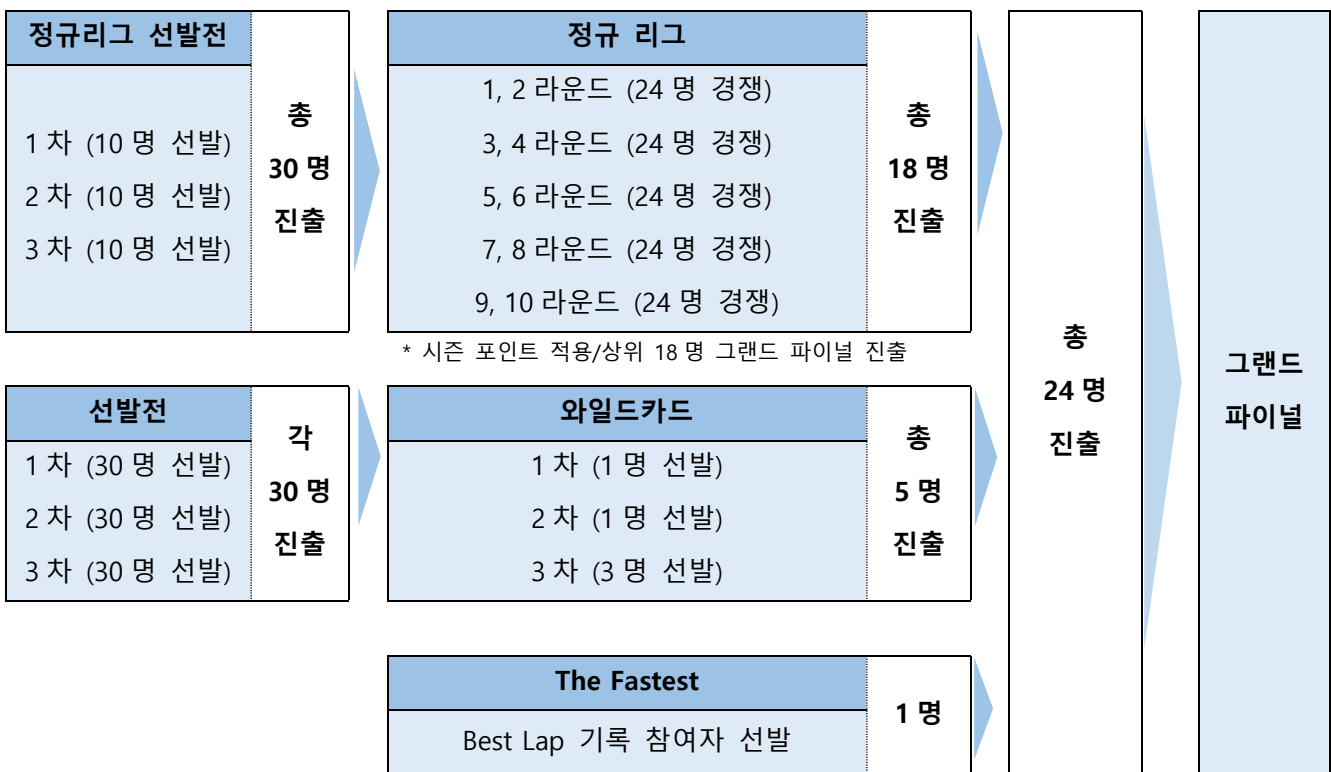 정규리그 선발전
1 차 (10 명 선발)
2 차 (10 명 선발)
3 차 (10 명 선발)
총
30 명
진출
정규 리그
1, 2 라운드 (24 명 경쟁)
3, 4 라운드 (24 명 경쟁)
5, 6 라운드 (24 명 경쟁)
7, 8 라운드 (24 명 경쟁)
9, 10 라운드 (24 명 경쟁)
총
18 명
진출
* 시즌 포인트 적용/상위 18 명 그랜드 파이널 진출
선발전
1 차 (30 명 선발)
2 차 (30 명 선발)
3 차 (30 명 선발)
각
30 명
진출
와일드카드
1 차 (1 명 선발)
2 차 (1 명 선발)
3 차 (3 명 선발)
총
5 명
진출
The Fastest
Best Lap 기록 참여자 선발
1 명
총
24 명
진출
그랜드
파이널